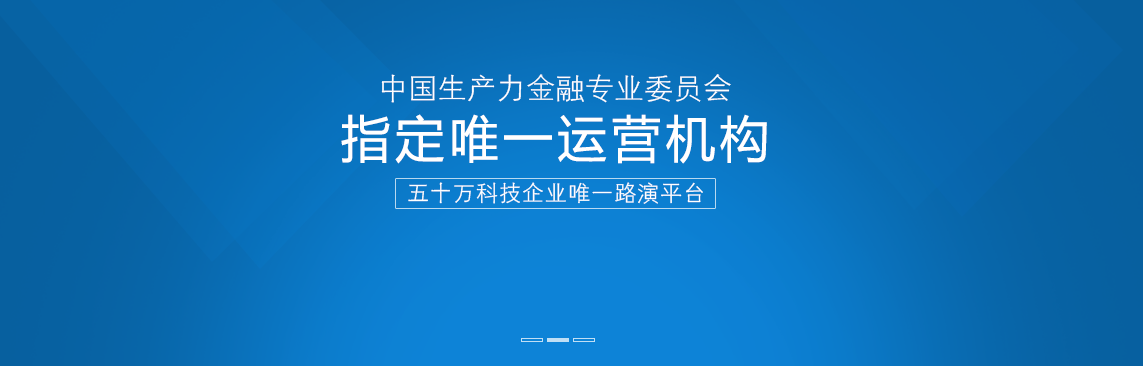 中国生产力金融专业委员会
指定唯一运营机构
五十万科技企业唯一路演平台